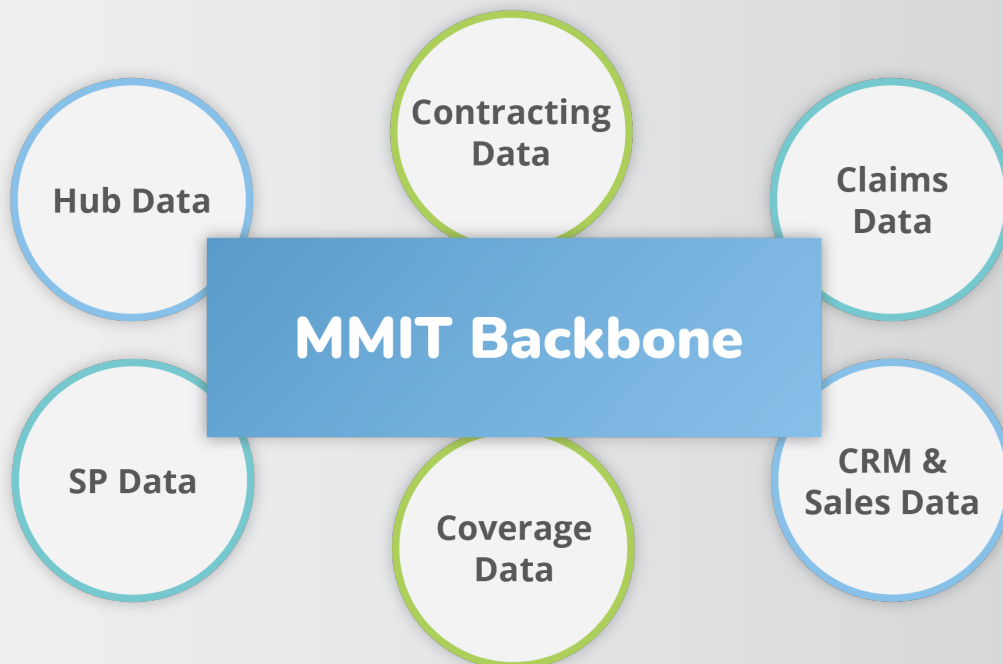 Contracting
Data
Hub Data
Claims
Data
MMIT Backbone
SP Data
CRM &
Sales Data
Coverage
Data